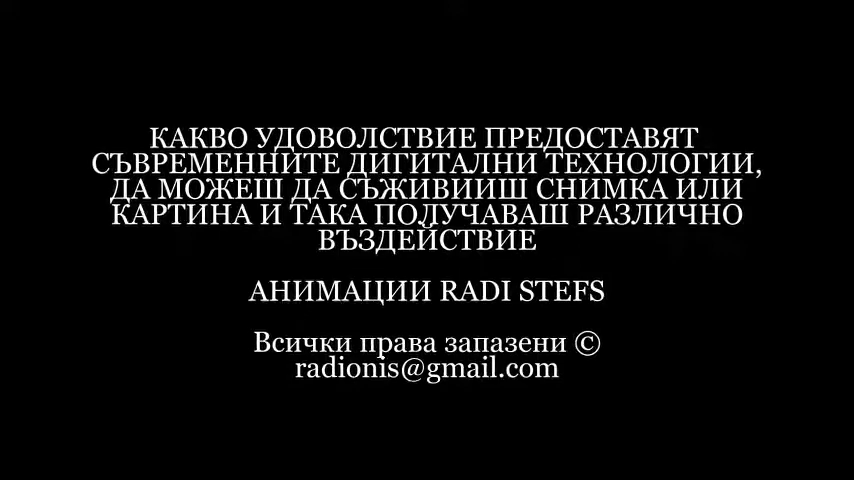 КАКВО УДОВОЛСТВИЕ ПРЕДОСТАВЯТ
СЪВРЕМЕННИТЕ ДИГИТАЛНИ ТЕХНОЛОГИИ,
ДА МОЖЕШ ДА СЪЖИВИИШ СНИМКА ИЛИ
КАРТИНА И ТАКА ПОЛУЧАВАШ РАЗЛИЧНО
ВЪЗДЕЙСТВИЕ
АНИМАЦИИ RADI STEFS
Всички права запазени ©
radionis@gmail.com